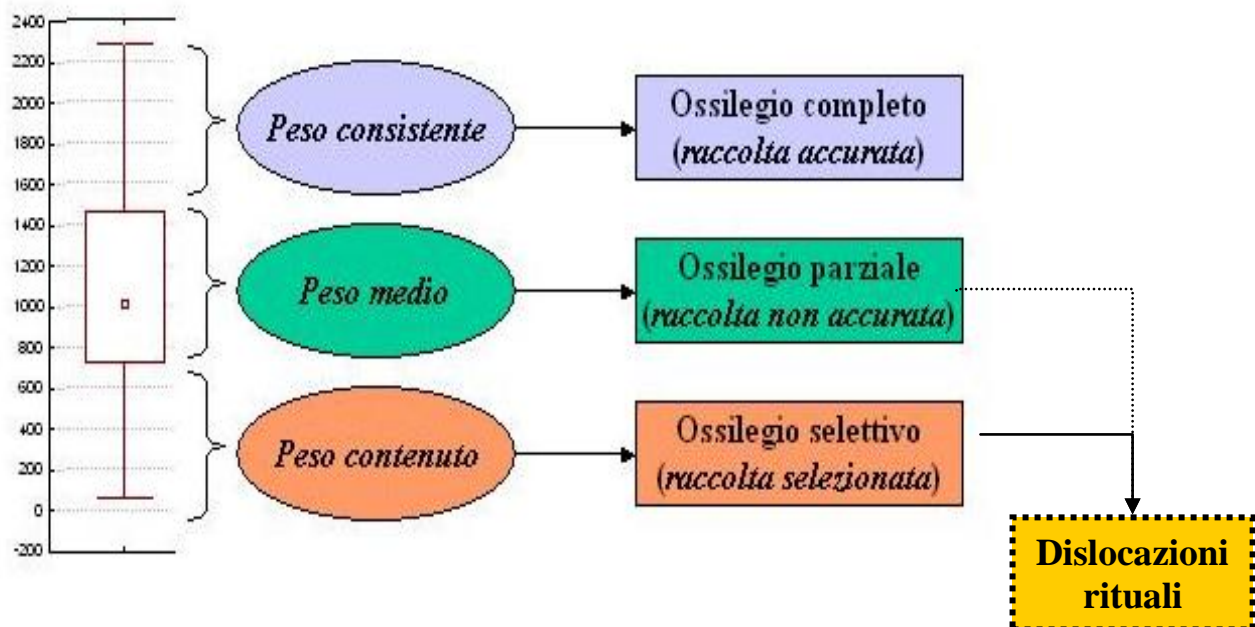 2400
2200
2000
1800
1600
1400
1200
1000
800
600
400
200
0
-200
Peso consistente
Ossilegio completo
(raccolta accurata)
Peso medio
Ossilegio parziale
(raccolta non accurata)
Peso contenuto
Ossilegio selettivo
(raccolta selezionata)
Dislocazioni
rituali